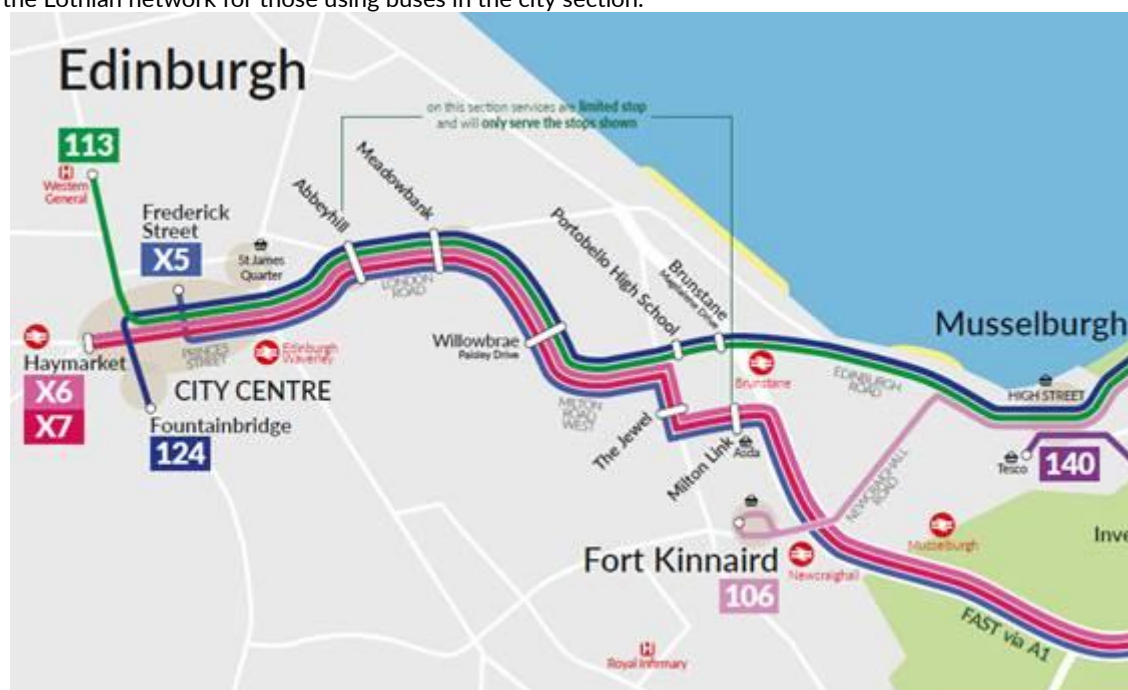 the Lothian network for those using buses in the city section.
Edinburgh
on this section services are limited stop
and will only serve the stops shown
113
H
Western
General
Frederick
Street
X5
St James
Quarter
Abbeyhill
Meadowbank
LONDON
ROAD
Portobello High School
Brunstane
Magdalene Drive
Musselburgh
Haymarket
X6
X7
PRINCES
STREET
Edinburgh
Waverley
CITY CENTRE
Fountainbridge
124
Willowbrae
Paisley Drive
MILTON
ROAD
WEST
The Jewel
Milton Link
Asda
Brunstane
EDINBURGH
ROAD
HIGH STREET
Tesco
140
NEWCRAIGHALL
ROAD
Musselburgh
Inve
Fort Kinnaird
106
Newcraighall
FAST via A1
H
Royal Infirmary